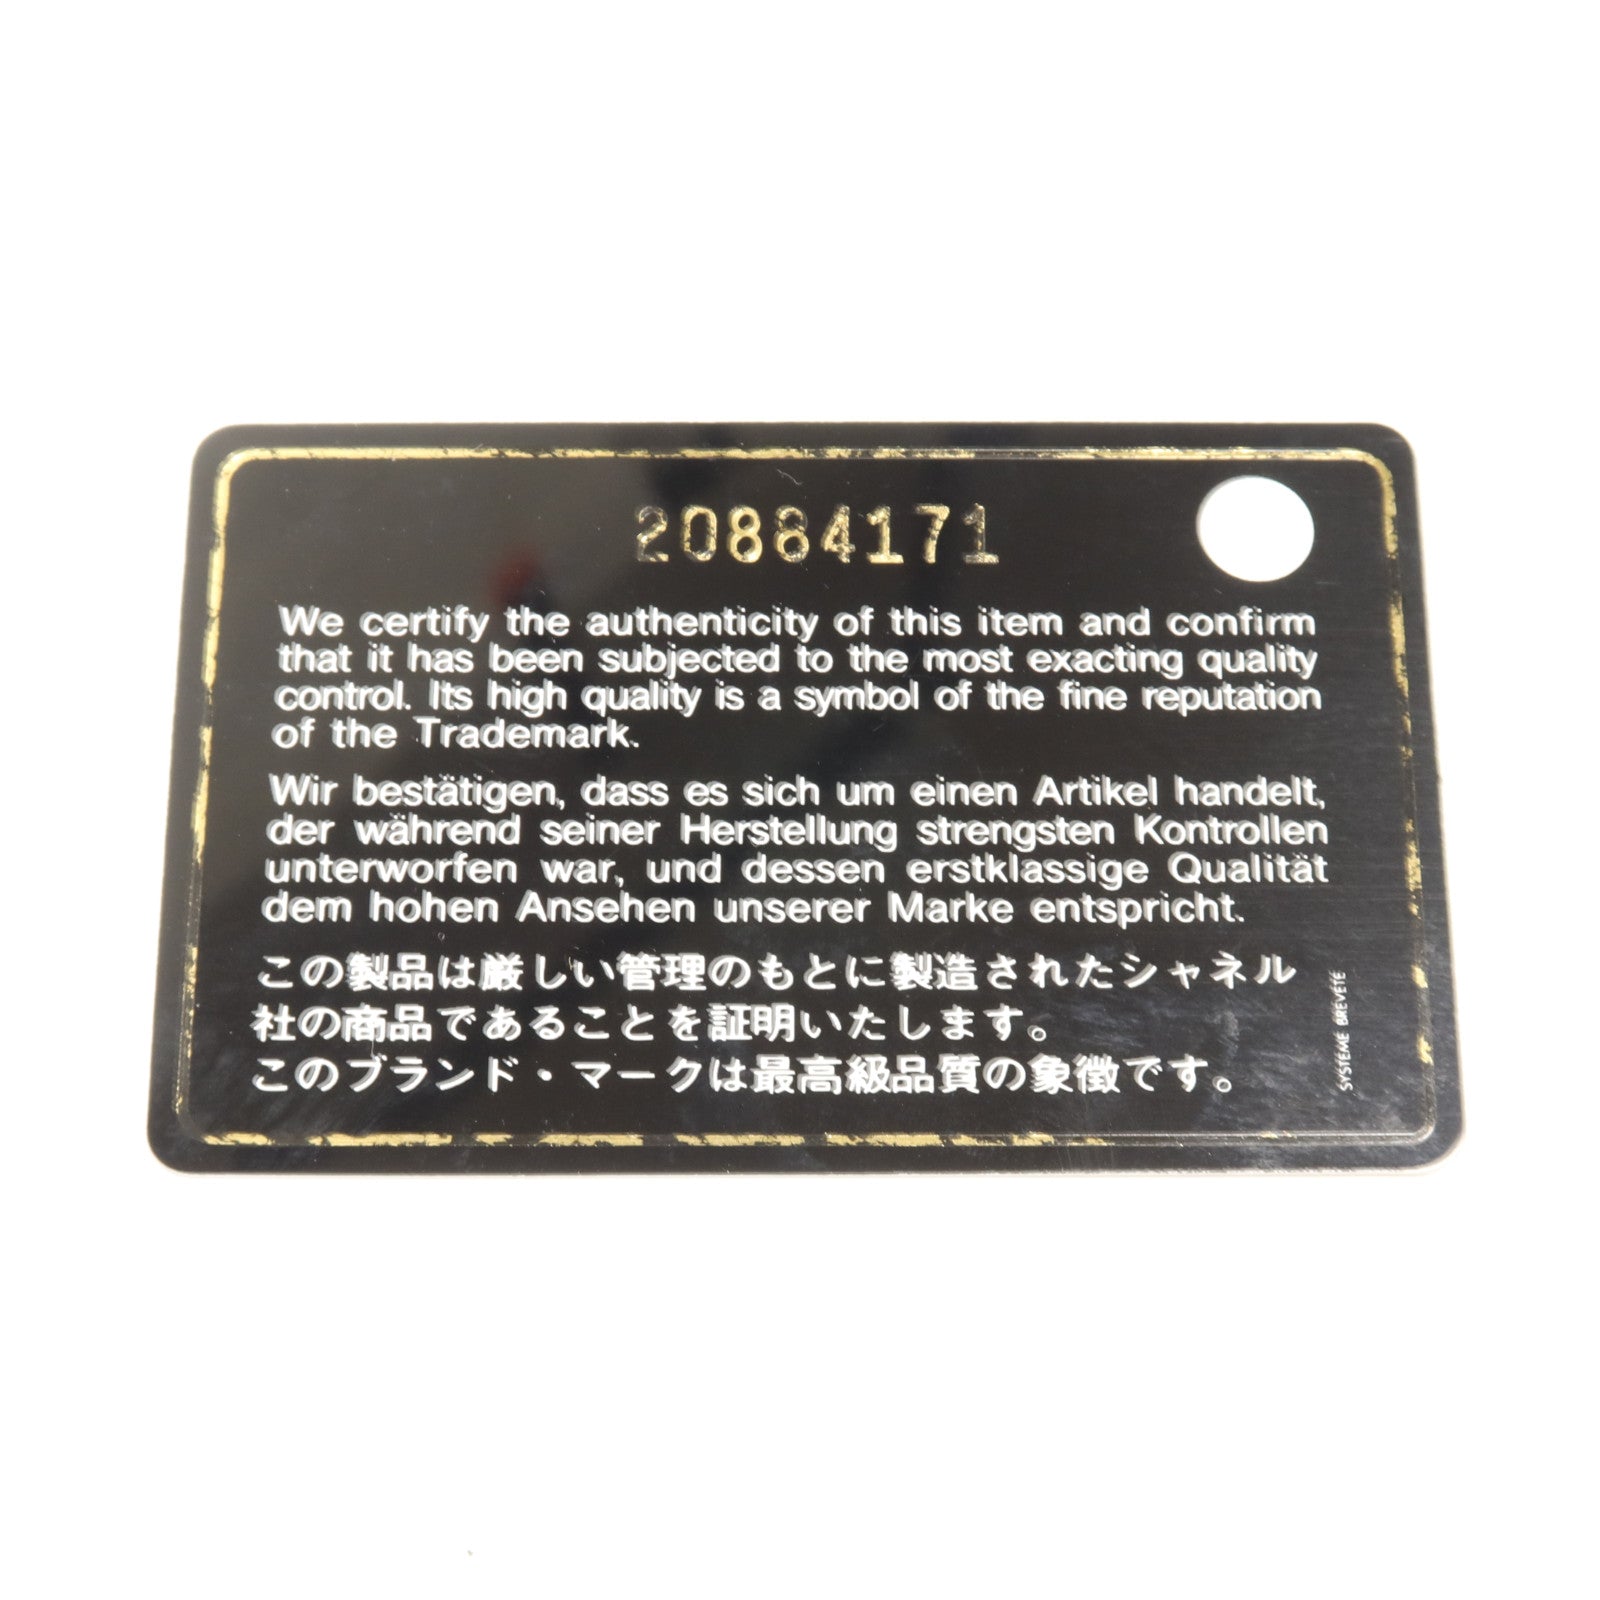 20884171
We certify the authenticity of this item and confirm
that it has been subjected to the most exacting quality
control. Its high quality is a symbol of the fine reputation
of the Trademark.
Wir bestätigen, dass es sich um einen Artikel handelt,
der während seiner Herstellung strengsten Kontrollen
unterworfen war, und dessen erstklassige Qualität
dem hohen Ansehen unserer Marke entspricht.
この製品は厳しい管理のもとに製造されたシャネル
社の商品であることを証明いたします。
このブランド・マークは最高級品質の象徴です。
SYSTEME BREVETE